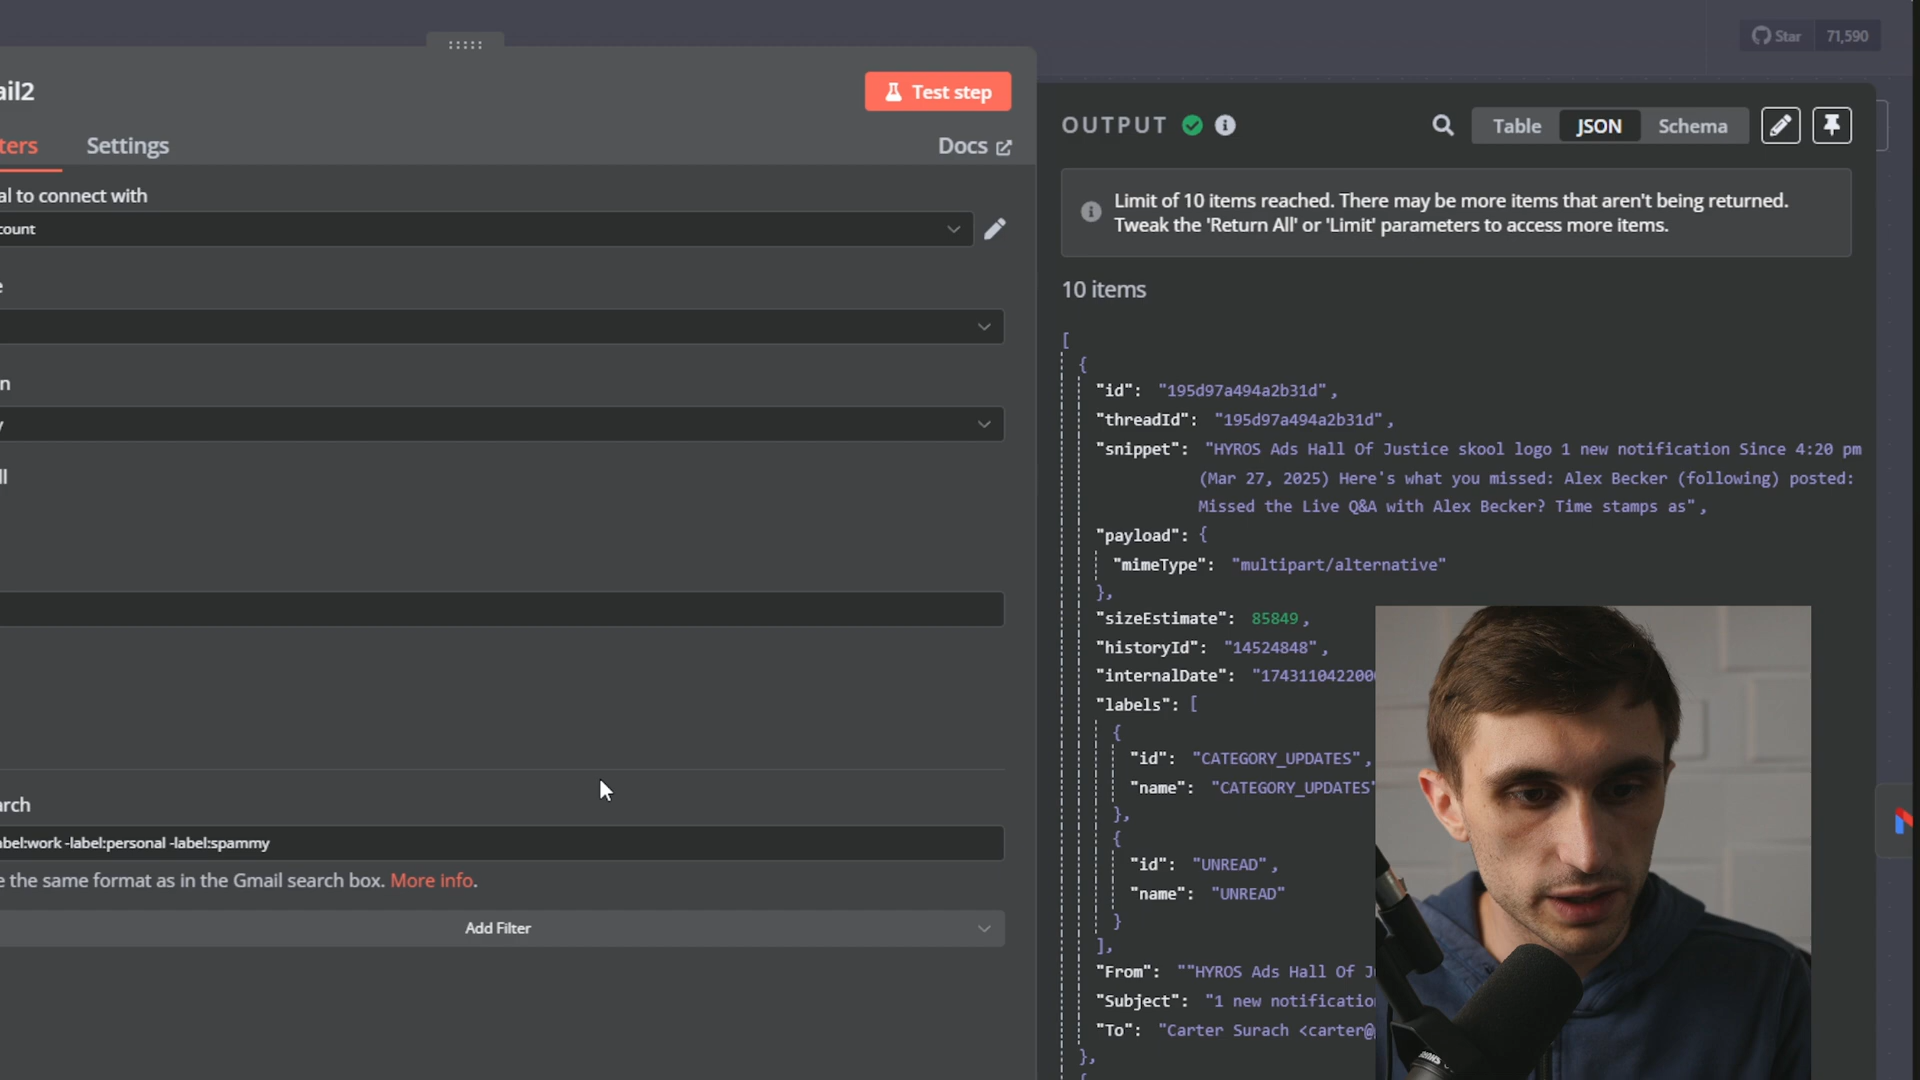 Star 71,590
ail2
Test step
ters Settings Docs
al to connect with
count
e
n
y
ll
arch
abel:work -label:personal -label:spammy
e the same format as in the Gmail search box. More info.
Add Filter
OUTPUT
Table JSON Schema
Limit of 10 items reached. There may be more items that aren't being returned.
Tweak the 'Return All' or 'Limit' parameters to access more items.
10 items
[
{
"id": "195d97a494a2b31d",
"threadId": "195d97a494a2b31d",
"snippet": "HYROS Ads Hall Of Justice skool logo 1 new notification Since 4:20 pm
(Mar 27, 2025) Here's what you missed: Alex Becker (following) posted:
Missed the Live Q&A with Alex Becker? Time stamps as",
"payload": {
"mimeType": "multipart/alternative"
},
"sizeEstimate": 85849,
"historyId": "14524848",
"internalDate": "1743110422000
"labels": [
{
"id": "CATEGORY_UPDATES",
"name": "CATEGORY_UPDATES"
},
{
"id": "UNREAD",
"name": "UNREAD"
}
],
"From": ""HYROS Ads Hall Of J
"Subject": "1 new notificatio
"To": "Carter Surach <carter@
},
{